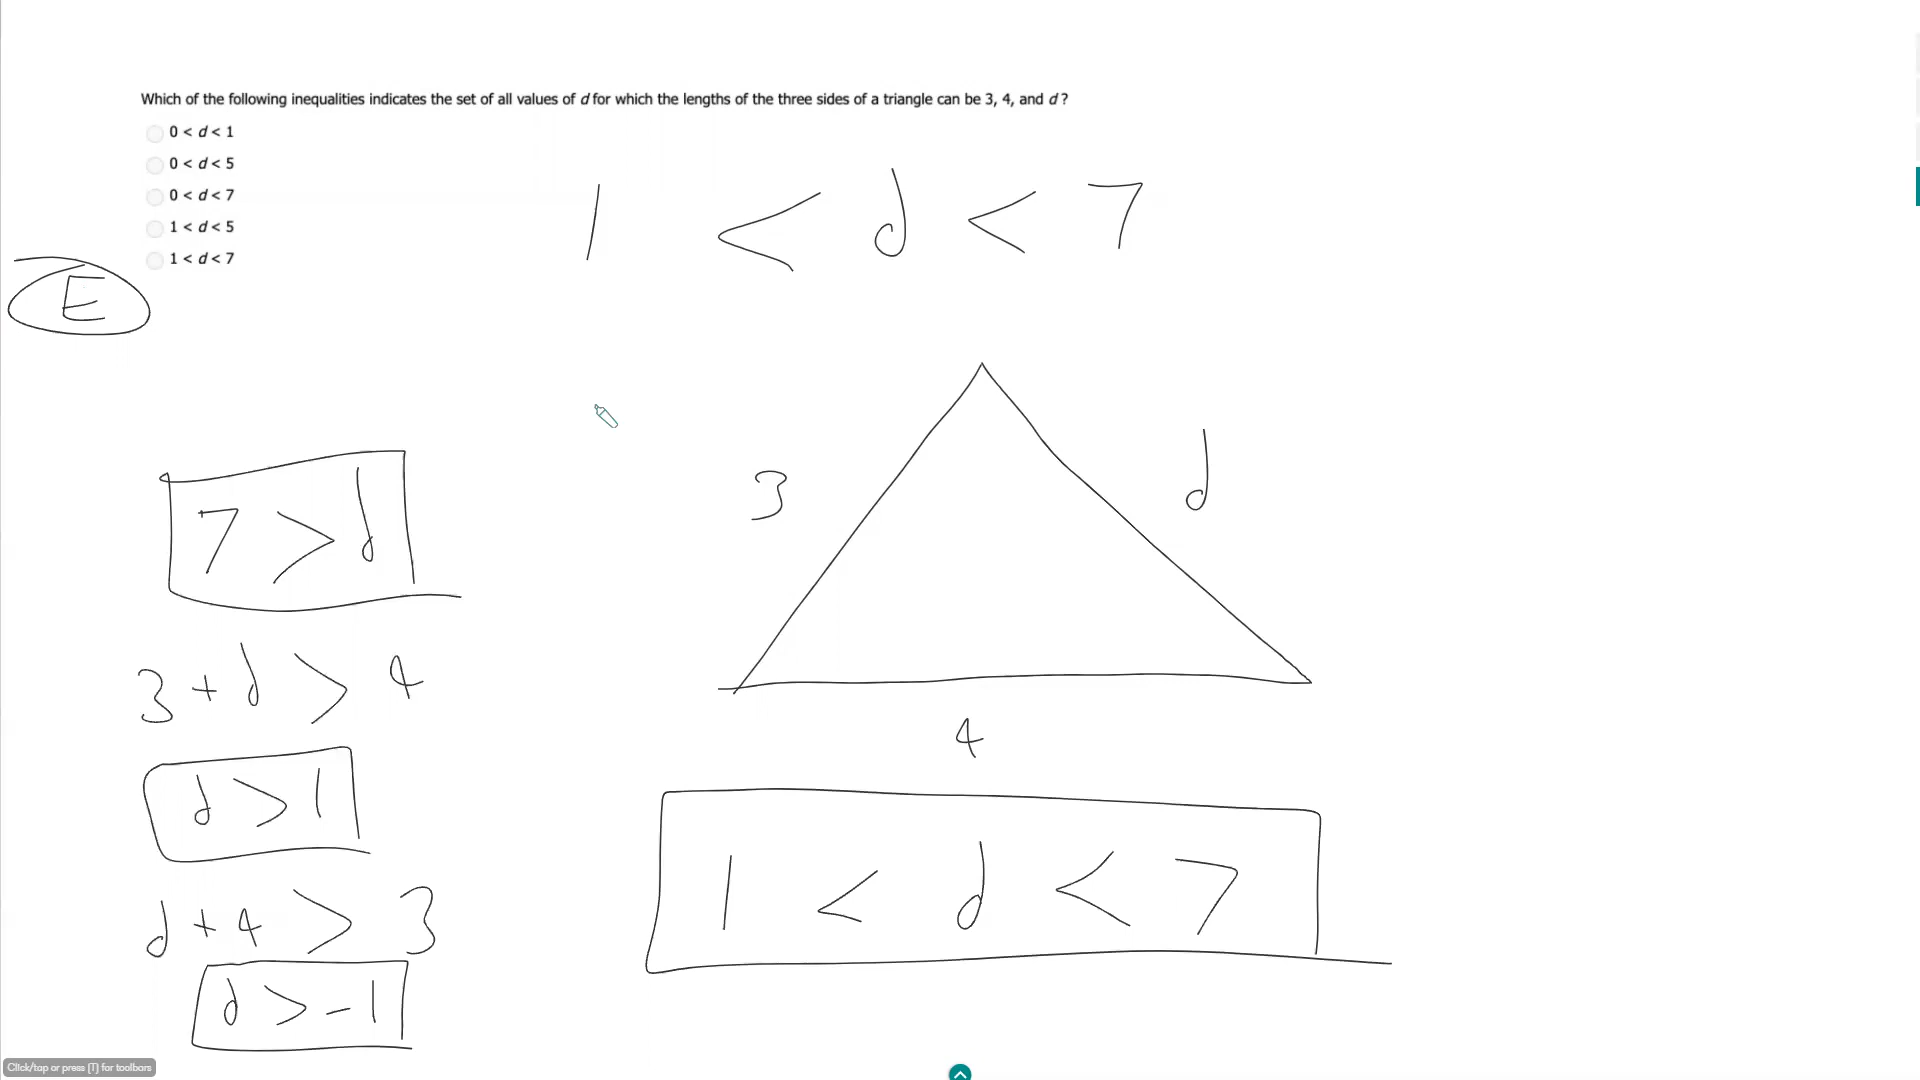 Which of the following inequalities indicates the set of all values of d for which the lengths of the three sides of a triangle can be 3, 4, and d ?
0 < d < 1
0 < d < 5
0 < d < 7
1 < d < 5
1 < d < 7
E
1 < d < 7
3
d
4
7 > d
3 + d > 4
d > 1
d + 4 > 3
d > -1
1 < d < 7
Click/tap or press [T] for toolbars